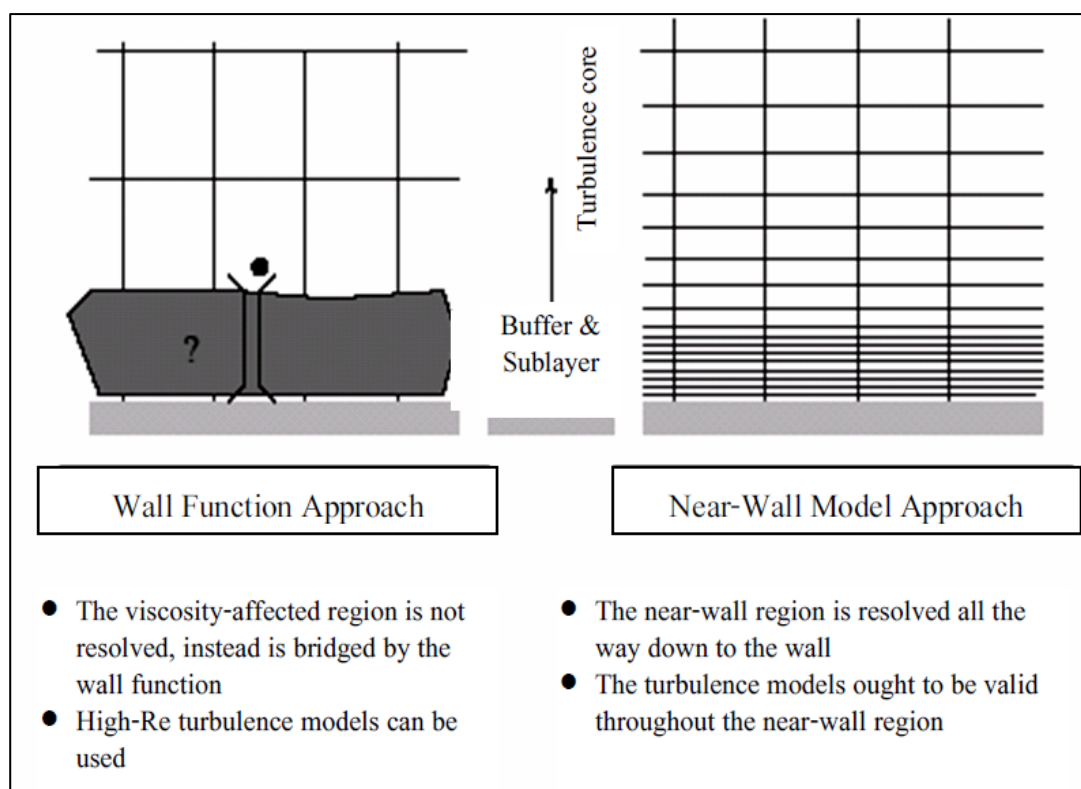 Turbulence core
?
Buffer &
Sublayer
Wall Function Approach
Near-Wall Model Approach
● The viscosity-affected region is not
resolved, instead is bridged by the
wall function
● High-Re turbulence models can be
used
● The near-wall region is resolved all the
way down to the wall
● The turbulence models ought to be valid
throughout the near-wall region